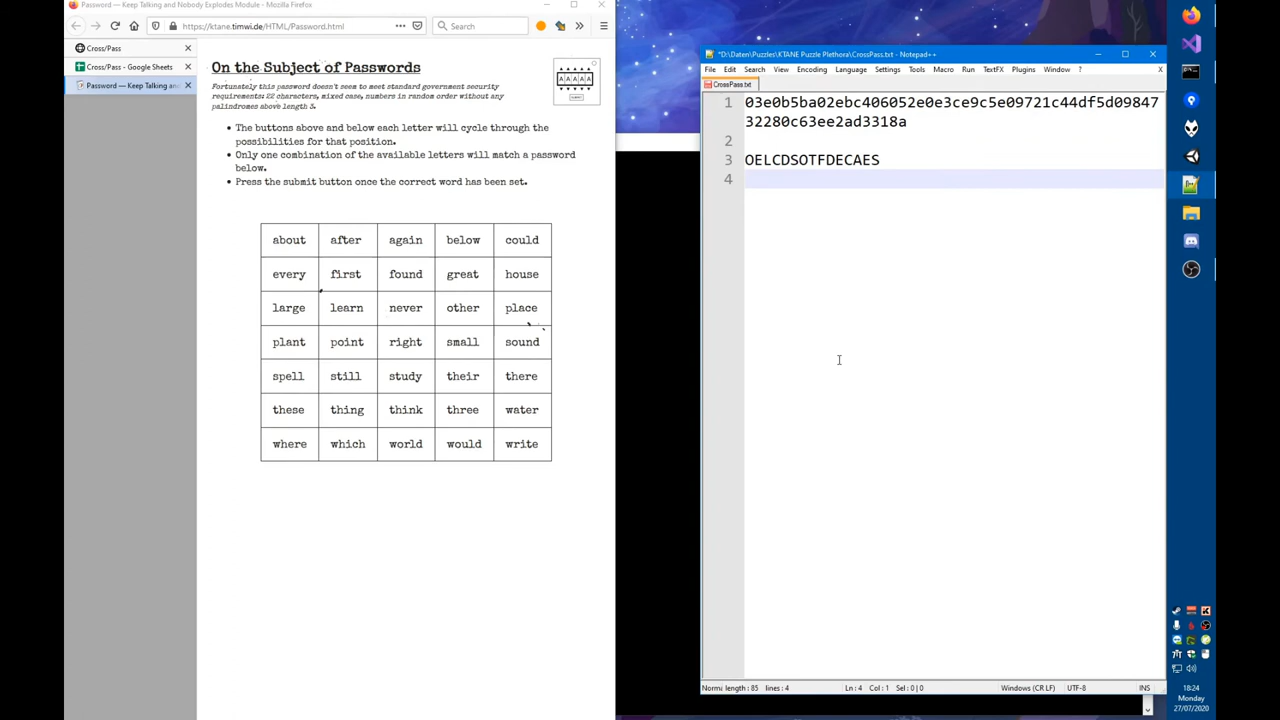 Password — Keep Talking and Nobody Explodes Module - Mozilla Firefox
https://ktane.timwi.de/HTML/Password.html
Search
Cross/Pass
Cross/Pass - Google Sheets
Password — Keep Talking and
On the Subject of Passwords
Fortunately this password doesn't seem to meet standard government security
requirements: 22 characters, mixed case, numbers in random order without any
palindromes above length 3.
• The buttons above and below each letter will cycle through the
possibilities for that position.
• Only one combination of the available letters will match a password
below.
• Press the submit button once the correct word has been set.
about after again below could
every first found great house
large learn never other place
plant point right small sound
spell still study their there
these thing think three water
where which world would write
*D:\Daten\Puzzles\KTANE Puzzle Plethora\CrossPass.txt - Notepad++
File Edit Search View Encoding Language Settings Tools Macro Run TextFX Plugins Window ? X
CrossPass.txt
1 03e0b5ba02ebc406052e0e3ce9c5e09721c44df5d09847
32280c63ee2ad3318a
2
3 OELCDSOTFDECAES
4
Norm length : 85 lines : 4 Ln : 4 Col : 1 Sel : 0 | 0 Windows (CR LF) UTF-8 INS
18:24
Monday
27/07/2020